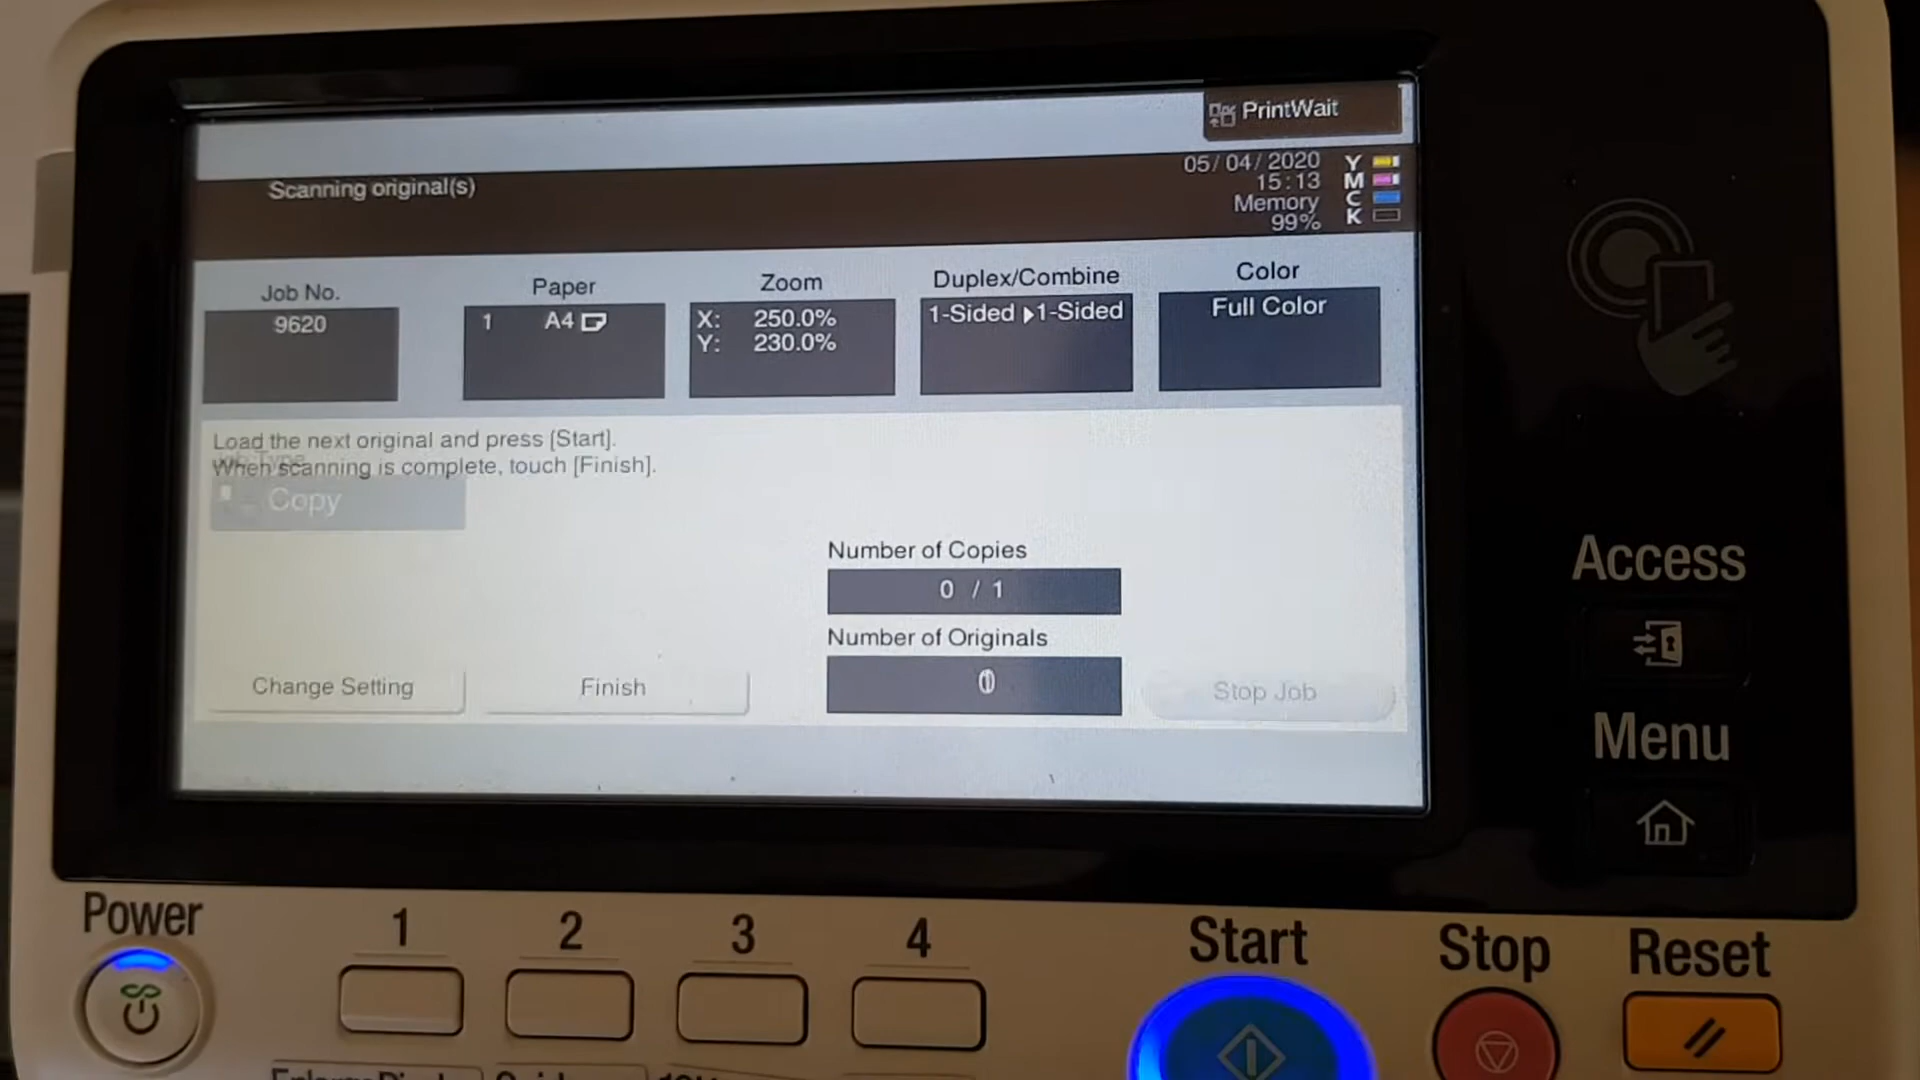 PrintWait
Scanning original(s)
05/04/2020
15:13
Memory
99%
Y
M
C
K
Job No.
9620
Paper
1 A4
Zoom
X: 250.0%
Y: 230.0%
Duplex/Combine
1-Sided ▶1-Sided
Color
Full Color
Load the next original and press [Start].
When scanning is complete, touch [Finish].
Copy
Number of Copies
0 / 1
Number of Originals
Change Setting
Finish
Stop Job
Access
Menu
Power
1
2
3
4
Start
Stop
Reset